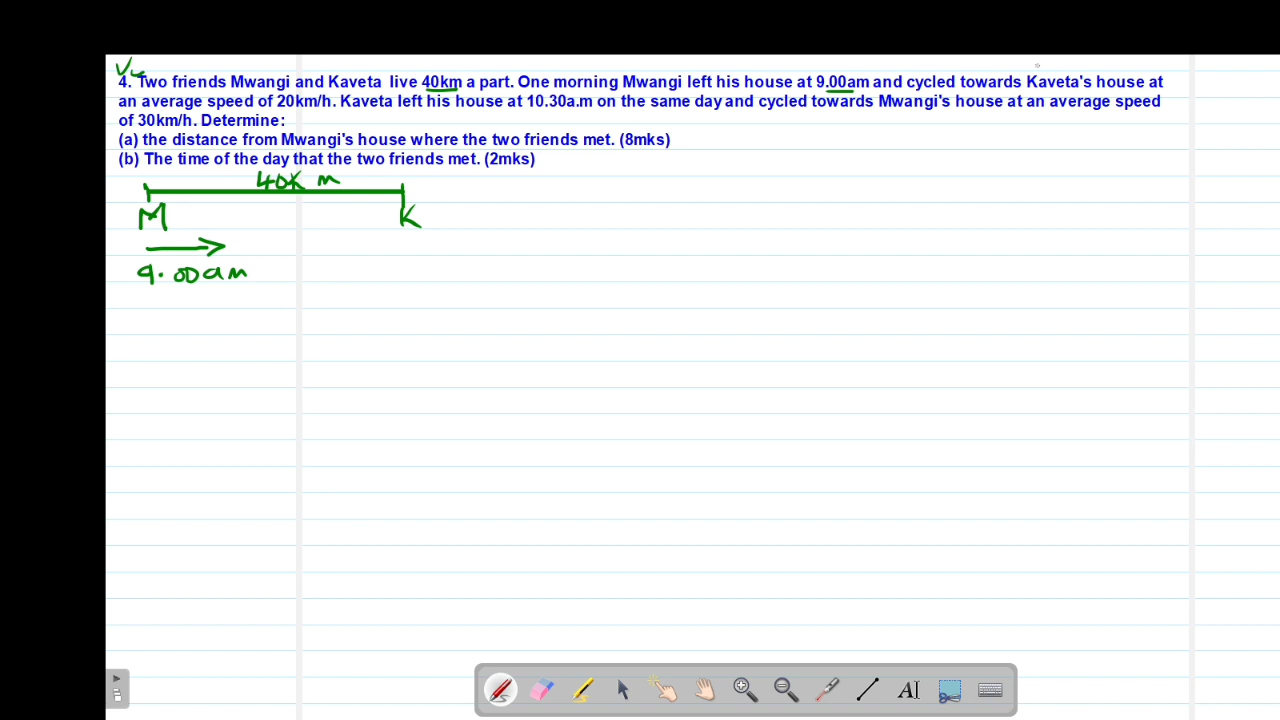 4. Two friends Mwangi and Kaveta live 40km a part. One morning Mwangi left his house at 9.00am and cycled towards Kaveta's house at
an average speed of 20km/h. Kaveta left his house at 10.30a.m on the same day and cycled towards Mwangi's house at an average speed
of 30km/h. Determine:
(a) the distance from Mwangi's house where the two friends met. (8mks)
(b) The time of the day that the two friends met. (2mks)
40K m
M K
9.00am
AI